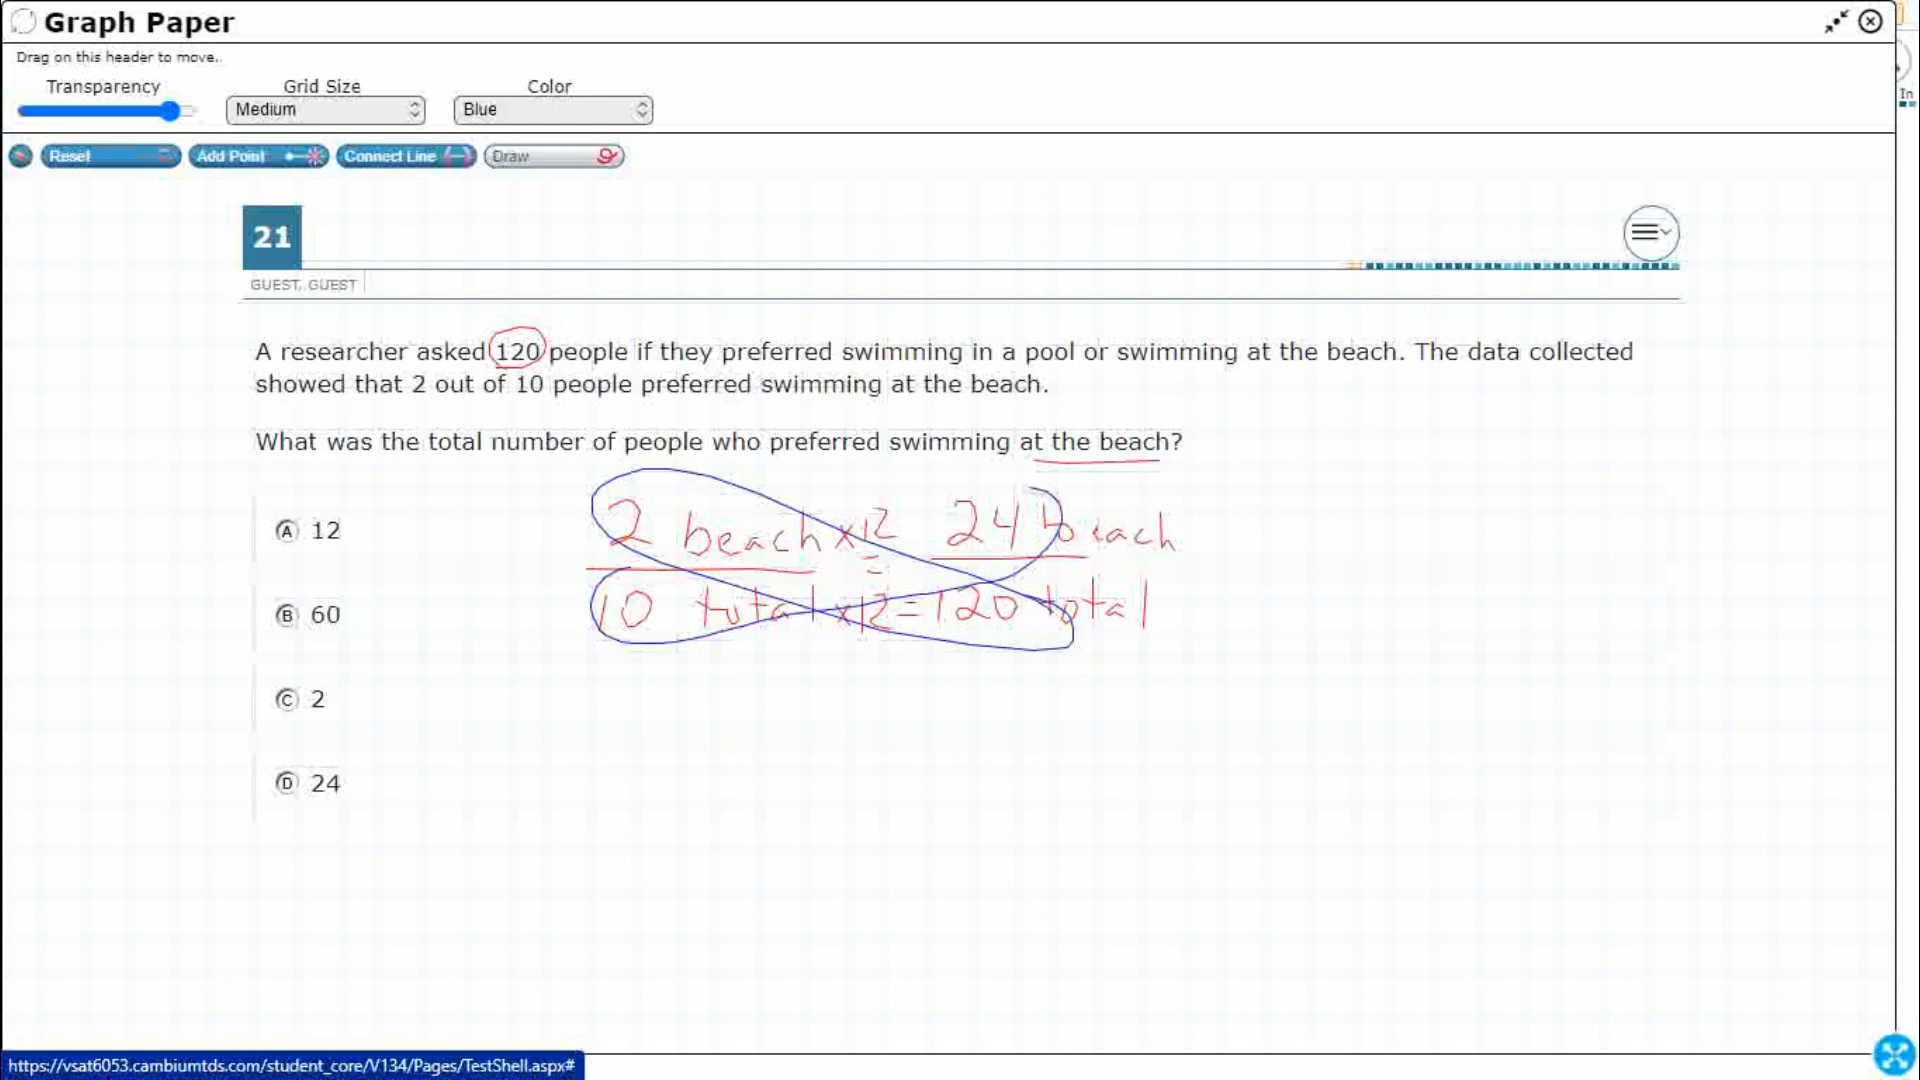 Graph Paper
Drag on this header to move..
Transparency
Grid Size
Color
Medium
Blue
Reset
Add Point
Connect Line
Draw
In
21
GUEST, GUEST
A researcher asked 120 people if they preferred swimming in a pool or swimming at the beach. The data collected
showed that 2 out of 10 people preferred swimming at the beach.
What was the total number of people who preferred swimming at the beach?
2 beach x12 = 24 beach
10 total x12 = 120 total
A 12
B 60
C 2
D 24
https://vsat6053.cambiumtds.com/student_core/V134/Pages/TestShell.aspx#